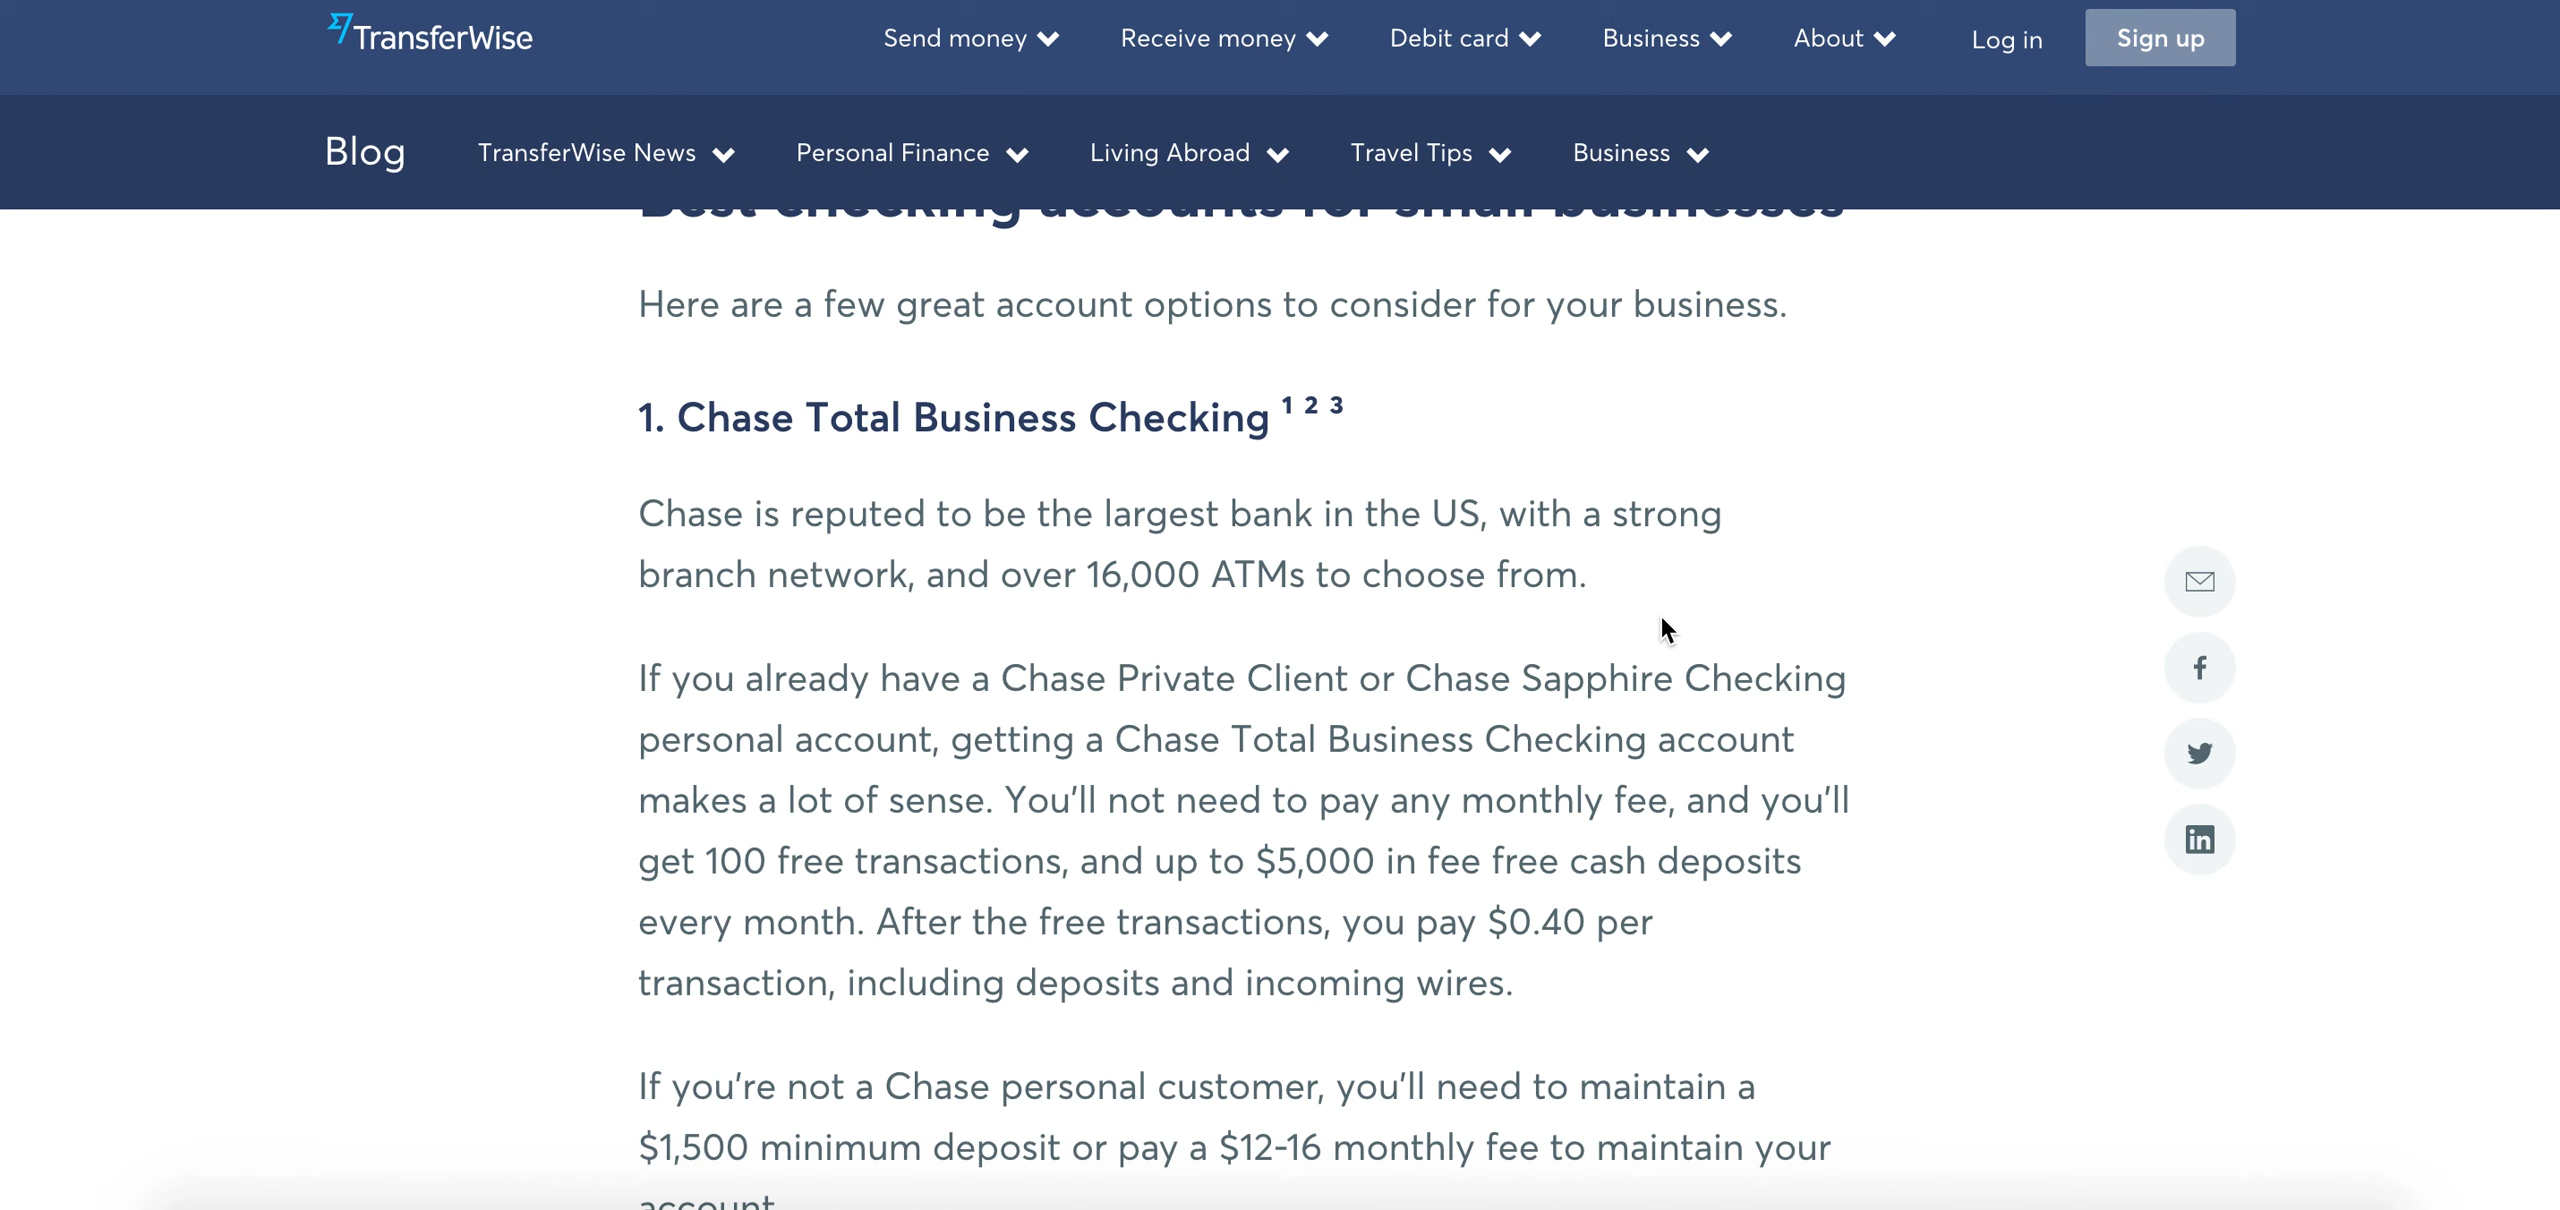 TransferWise
Send money
Receive money
Debit card
Business
About
Log in
Sign up
Blog
TransferWise News
Personal Finance
Living Abroad
Travel Tips
Business
Best checking accounts for small businesses
Here are a few great account options to consider for your business.
1. Chase Total Business Checking 1 2 3
Chase is reputed to be the largest bank in the US, with a strong
branch network, and over 16,000 ATMs to choose from.
If you already have a Chase Private Client or Chase Sapphire Checking
personal account, getting a Chase Total Business Checking account
makes a lot of sense. You'll not need to pay any monthly fee, and you'll
get 100 free transactions, and up to $5,000 in fee free cash deposits
every month. After the free transactions, you pay $0.40 per
transaction, including deposits and incoming wires.
If you're not a Chase personal customer, you'll need to maintain a
$1,500 minimum deposit or pay a $12-16 monthly fee to maintain your
account